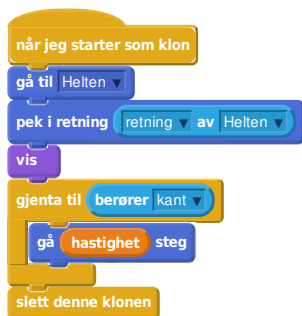 når jeg starter som klon
gå til Helten
pek i retning retning av Helten
vis
gjenta til berører kant
gå hastighet steg
slett denne klonen